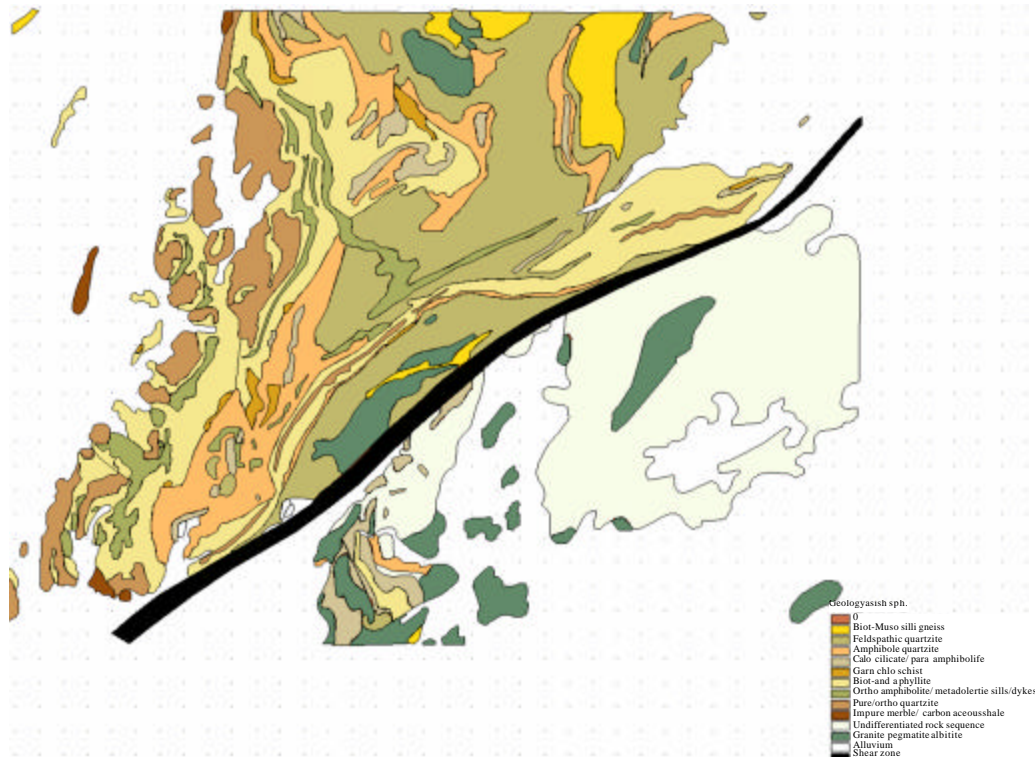 Geologyasish sph.
0
Biot-Muso silli gneiss
Feldspathic quartzite
Amphibole quartzite
Calo cilicate/ para amphibolife
Garn chlo schist
Biot-and aphyllite
Ortho amphibolite/ metadolertie sills/dykes
Pure/ortho quartzite
Impure merble/ carbon aceousshale
Undifferentiated rock sequence
Granite pegmatite albitite
Alluvium
Shear zone